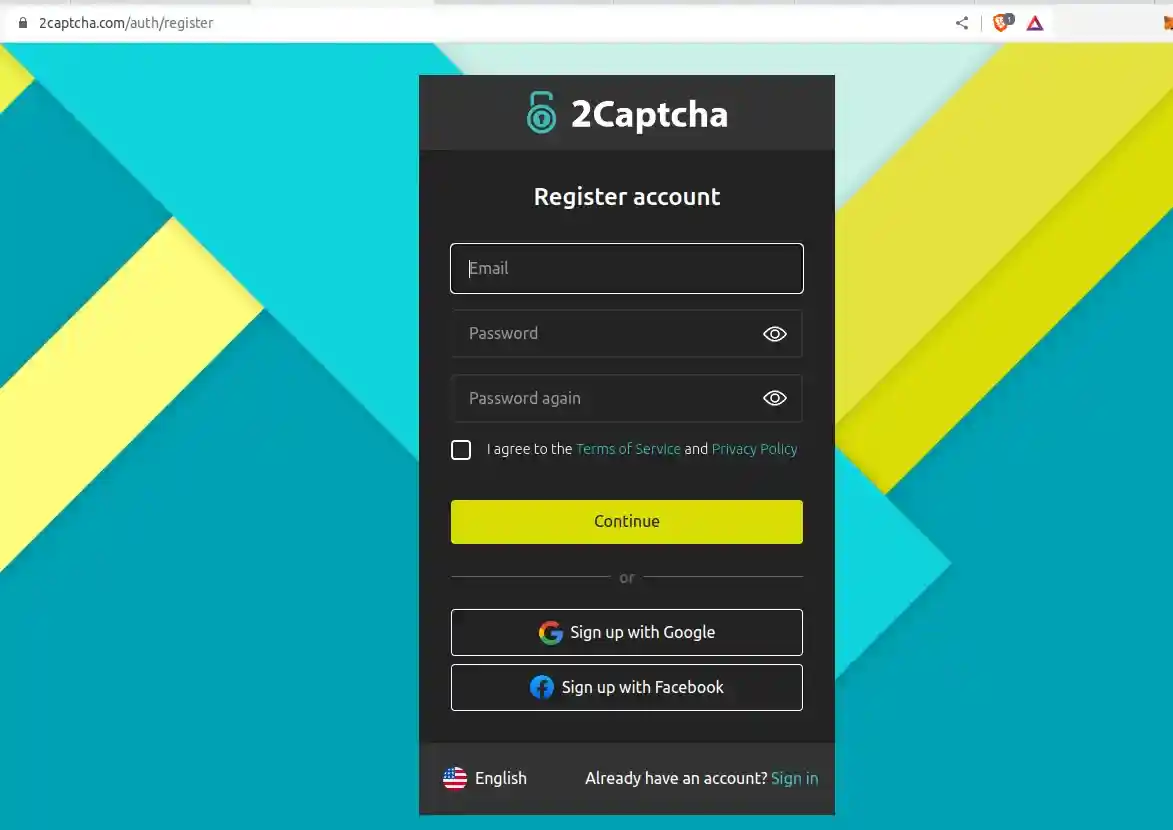 2captcha.com/auth/register
1
2Captcha
Register account
Email
Password
Password again
I agree to the Terms of Service and Privacy Policy
Continue
or
Sign up with Google
Sign up with Facebook
English
Already have an account? Sign in